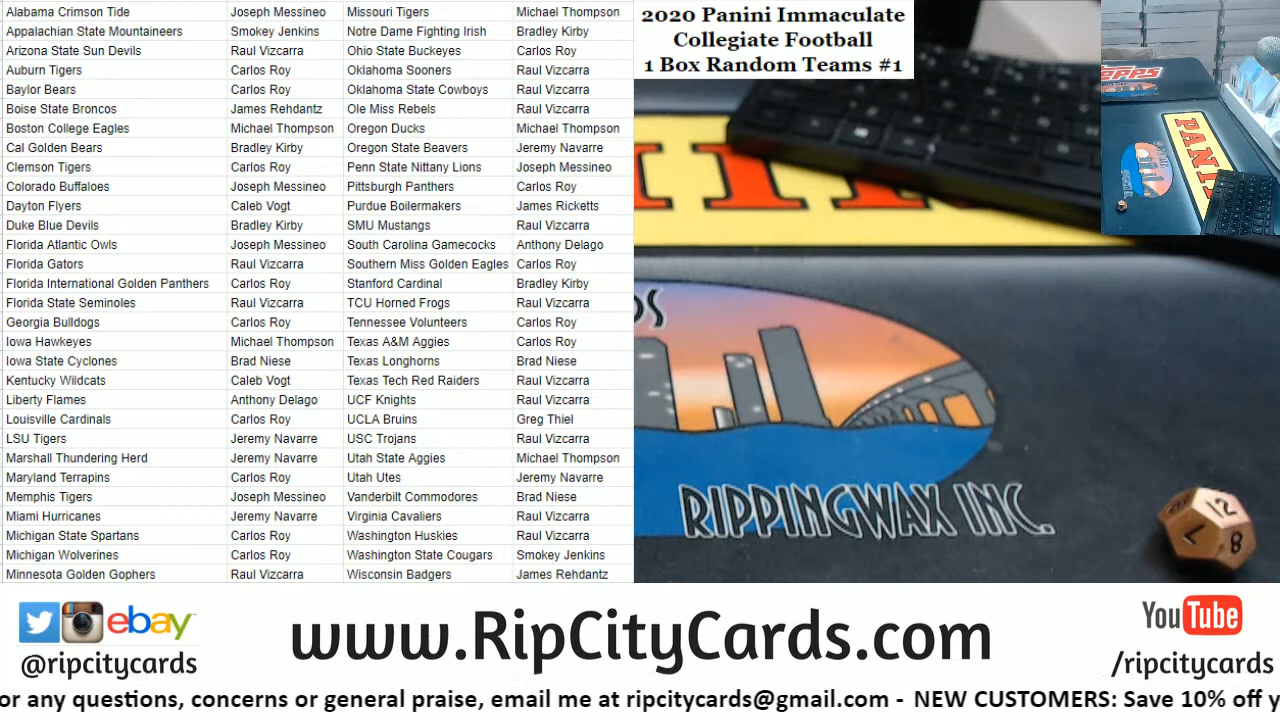 Alabama Crimson Tide Joseph Messineo Missouri Tigers Michael Thompson
Appalachian State Mountaineers Smokey Jenkins Notre Dame Fighting Irish Bradley Kirby
Arizona State Sun Devils Raul Vizcarra Ohio State Buckeyes Carlos Roy
Auburn Tigers Carlos Roy Oklahoma Sooners Raul Vizcarra
Baylor Bears Carlos Roy Oklahoma State Cowboys Raul Vizcarra
Boise State Broncos James Rehdantz Ole Miss Rebels Raul Vizcarra
Boston College Eagles Michael Thompson Oregon Ducks Michael Thompson
Cal Golden Bears Bradley Kirby Oregon State Beavers Jeremy Navarre
Clemson Tigers Carlos Roy Penn State Nittany Lions Joseph Messineo
Colorado Buffaloes Joseph Messineo Pittsburgh Panthers Carlos Roy
Dayton Flyers Caleb Vogt Purdue Boilermakers James Ricketts
Duke Blue Devils Bradley Kirby SMU Mustangs Raul Vizcarra
Florida Atlantic Owls Joseph Messineo South Carolina Gamecocks Anthony Delago
Florida Gators Raul Vizcarra Southern Miss Golden Eagles Carlos Roy
Florida International Golden Panthers Carlos Roy Stanford Cardinal Bradley Kirby
Florida State Seminoles Raul Vizcarra TCU Horned Frogs Raul Vizcarra
Georgia Bulldogs Carlos Roy Tennessee Volunteers Carlos Roy
Iowa Hawkeyes Michael Thompson Texas A&M Aggies Carlos Roy
Iowa State Cyclones Brad Niese Texas Longhorns Brad Niese
Kentucky Wildcats Caleb Vogt Texas Tech Red Raiders Raul Vizcarra
Liberty Flames Anthony Delago UCF Knights Raul Vizcarra
Louisville Cardinals Carlos Roy UCLA Bruins Greg Thiel
LSU Tigers Jeremy Navarre USC Trojans Raul Vizcarra
Marshall Thundering Herd Jeremy Navarre Utah State Aggies Michael Thompson
Maryland Terrapins Carlos Roy Utah Utes Jeremy Navarre
Memphis Tigers Joseph Messineo Vanderbilt Commodores Brad Niese
Miami Hurricanes Jeremy Navarre Virginia Cavaliers Raul Vizcarra
Michigan State Spartans Carlos Roy Washington Huskies Raul Vizcarra
Michigan Wolverines Carlos Roy Washington State Cougars Smokey Jenkins
Minnesota Golden Gophers Raul Vizcarra Wisconsin Badgers James Rehdantz
2020 Panini Immaculate
Collegiate Football
1 Box Random Teams #1
TOPPS
PANINI
RIPPINGWAX INC.
12
7
8
ebay
@ripcitycards
www.RipCityCards.com
YouTube
/ripcitycards
or any questions, concerns or general praise, email me at ripcitycards@gmail.com - NEW CUSTOMERS: Save 10% off y